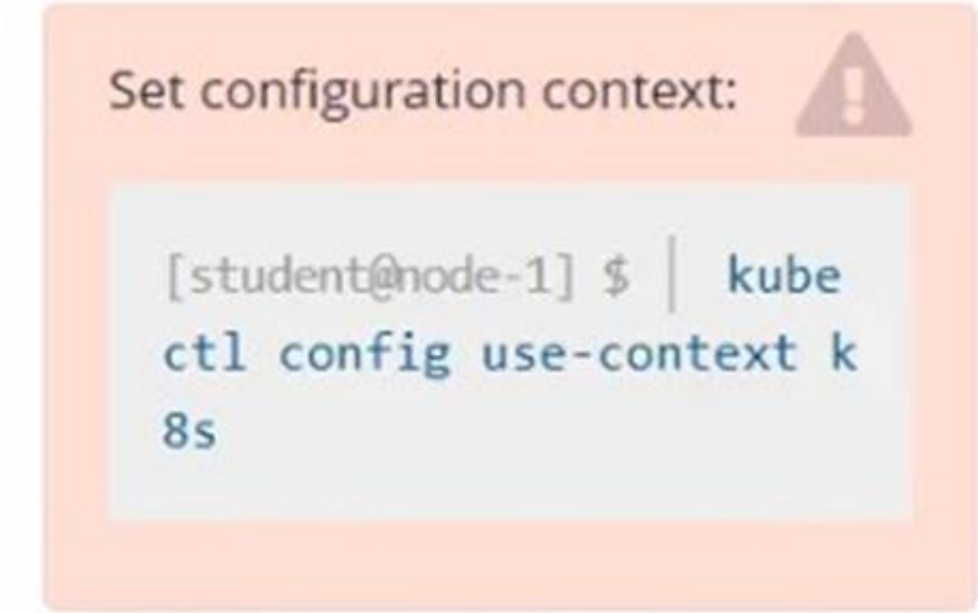 Set configuration context:
[student@node-1] $ | kube
ctl config use-context k
8s